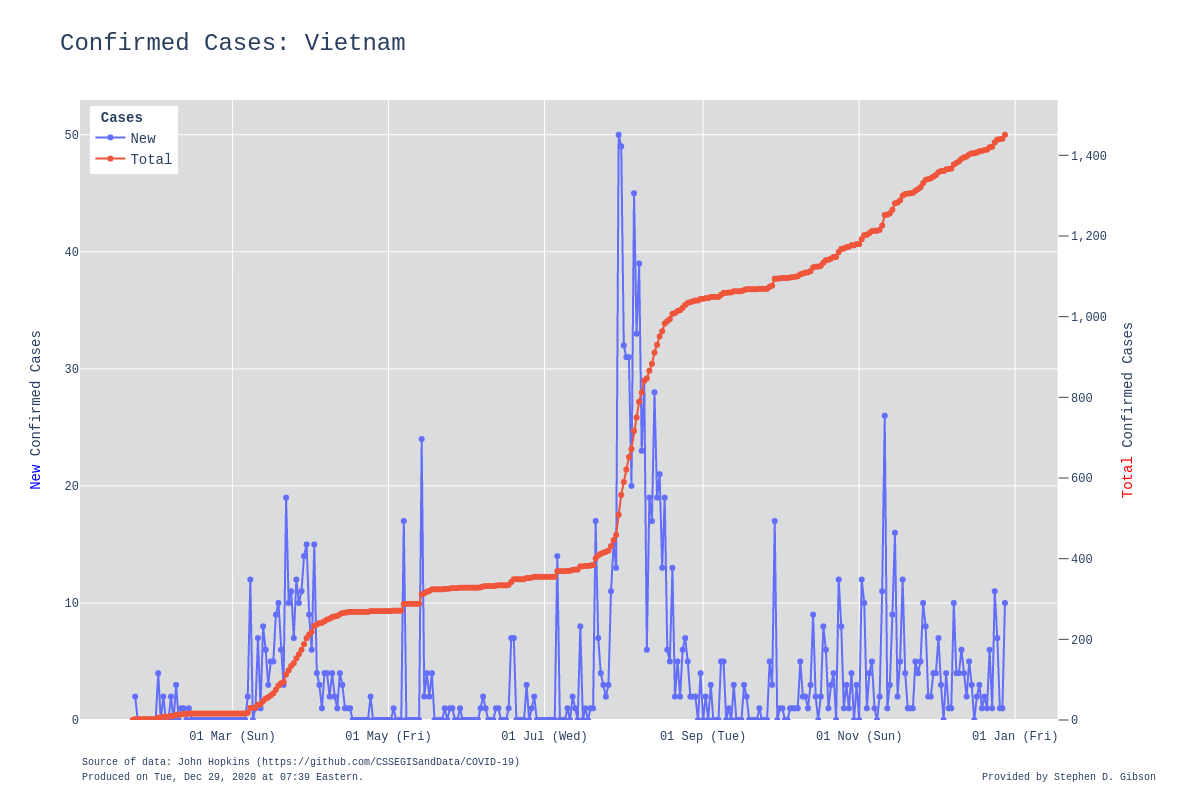 Confirmed Cases: Vietnam
Cases
New
Total
50
40
30
20
10
0
New Confirmed Cases
1,400
1,200
1,000
800
600
400
200
0
Total Confirmed Cases
01 Mar (Sun)
01 May (Fri)
01 Jul (Wed)
01 Sep (Tue)
01 Nov (Sun)
01 Jan (Fri)
Source of data: John Hopkins (https://github.com/CSSEGISandData/COVID-19)
Produced on Tue, Dec 29, 2020 at 07:39 Eastern.
Provided by Stephen D. Gibson